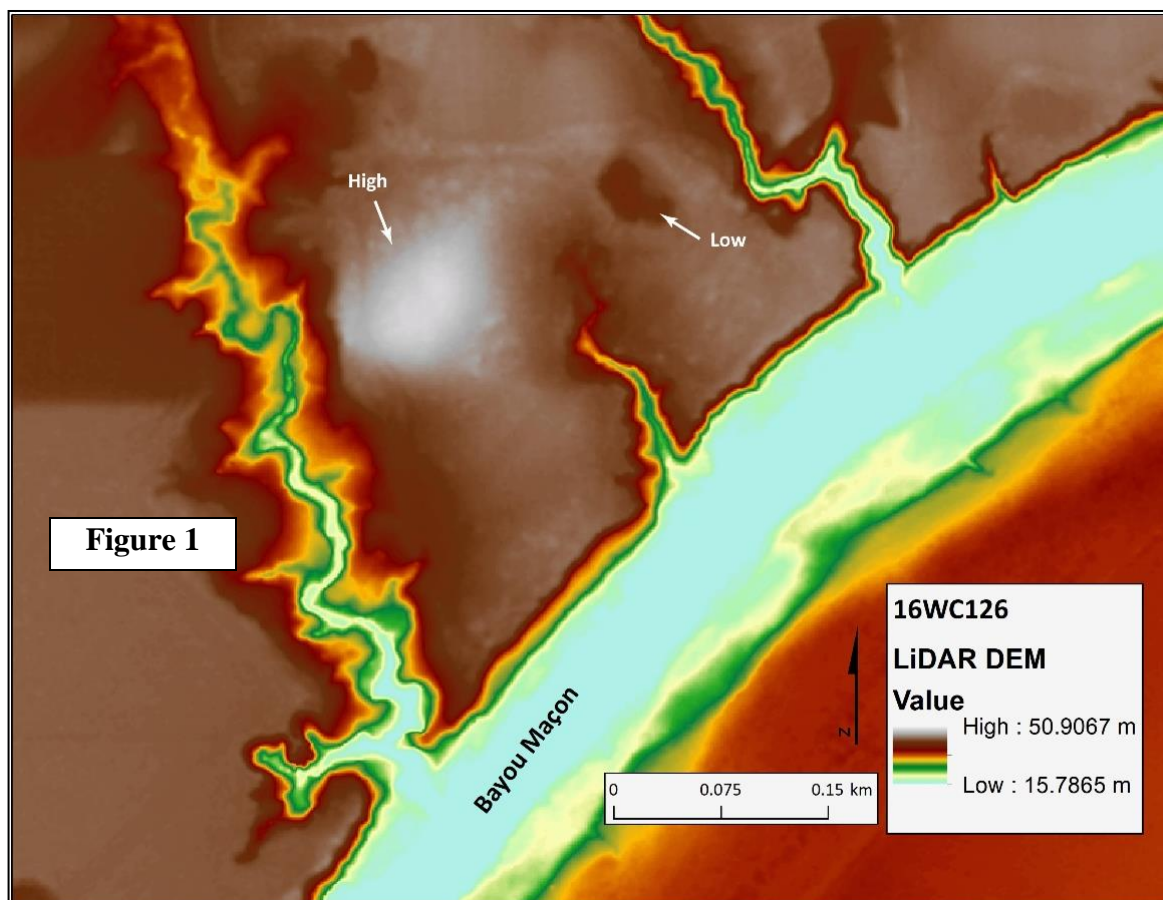 High
Low
Figure 1
Bayou Maçon
16WC126
LiDAR DEM
Value
High : 50.9067 m
Low : 15.7865 m
N
0 0.075 0.15 km